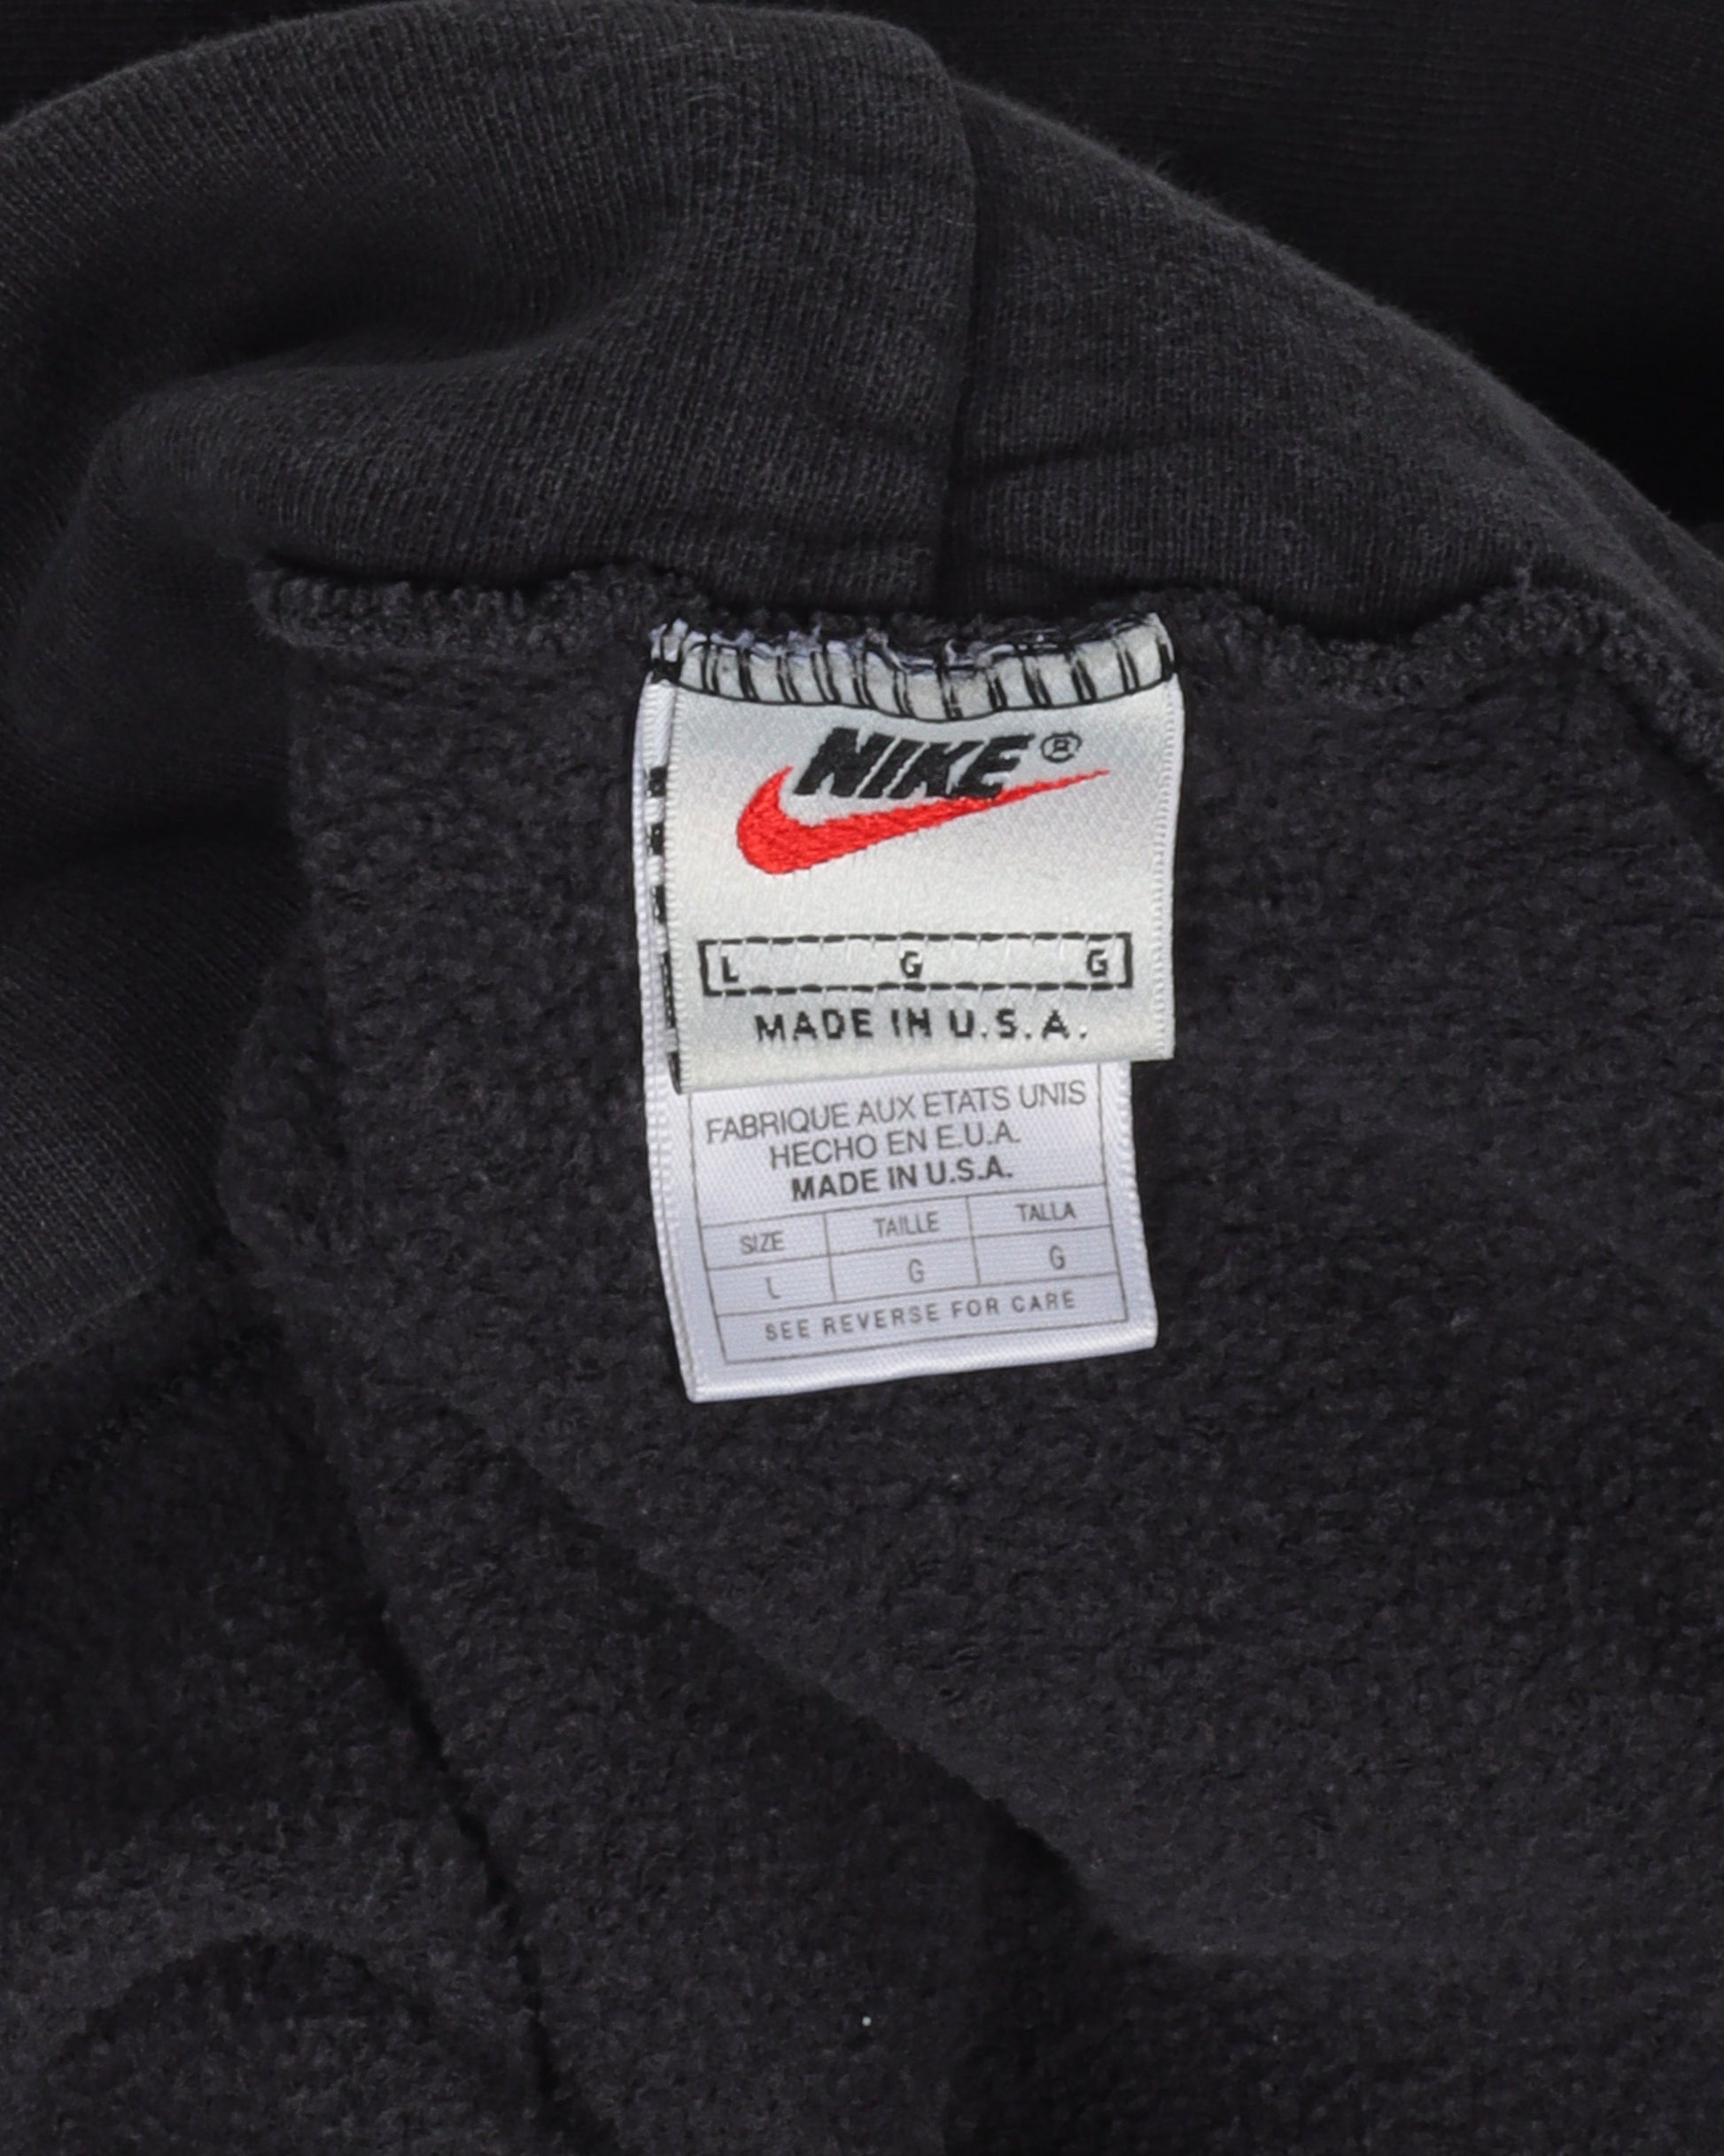 NIKE®
L G G
MADE IN U.S.A.
FABRIQUE AUX ETATS UNIS
HECHO EN E.U.A.
MADE IN U.S.A.
SIZE TAILLE TALLA
L G G
SEE REVERSE FOR CARE